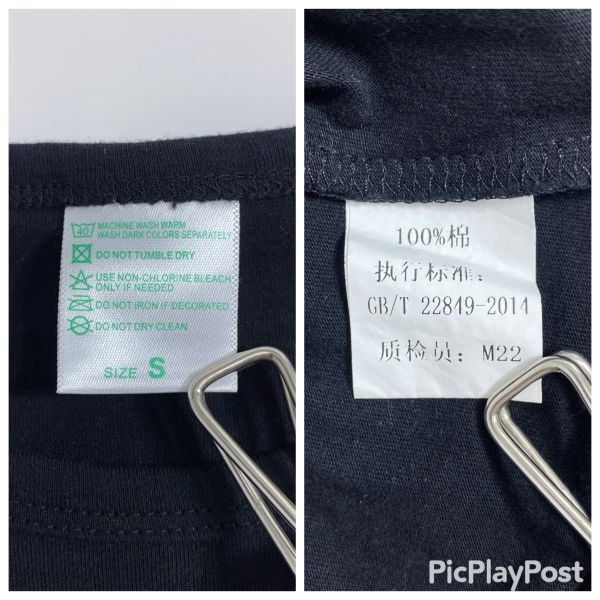 40
MACHINE WASH WARM
WASH DARK COLORS SEPARATELY
DO NOT TUMBLE DRY
USE NON-CHLORINE BLEACH
ONLY IF NEEDED
DO NOT IRON IF DECORATED
DO NOT DRY CLEAN
SIZE S
100%棉
执行标准:
GB/T 22849-2014
质检员: M22
PicPlayPost